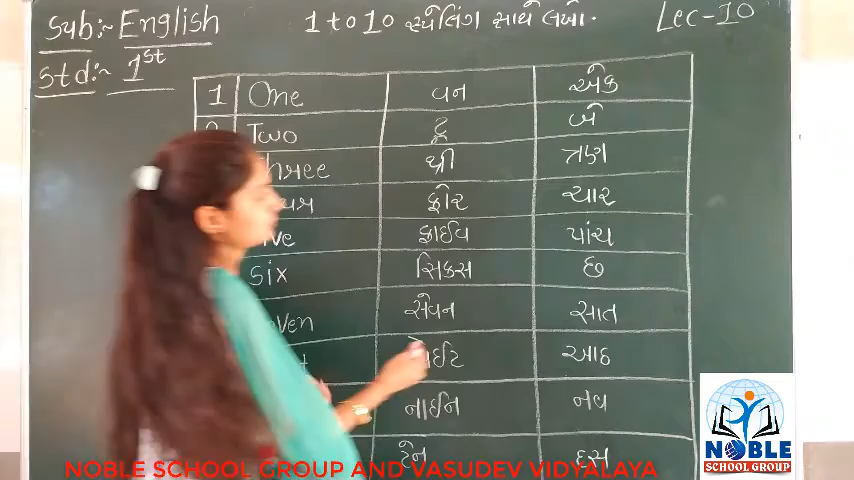 Sub:- English
1 to 10 સ્પેલિંગ સાથે લખો.
Lec-10
Std:- 1st
1 One વન એક
Two ટૂ બે
Three થ્રી ત્રણ
ફોર ચાર
ફાઈવ પાંચ
Six સિક્સ છ
સેવન સાત
આઠ
નાઈન નવ
ટેન દસ
NOBLE
SCHOOL GROUP
NOBLE SCHOOL GROUP AND VASUDEV VIDYALAYA